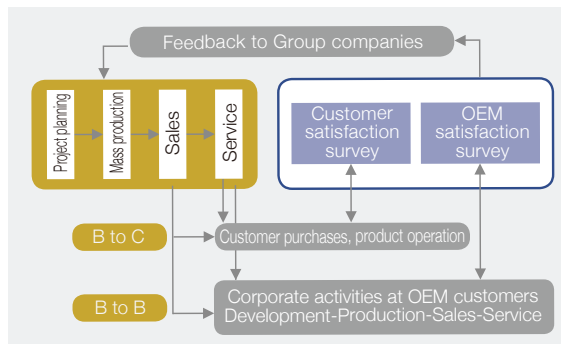 Feedback to Group companies
Project planning
Mass production
Sales
Service
Customer
satisfaction
survey
OEM
satisfaction
survey
B to C
Customer purchases, product operation
B to B
Corporate activities at OEM customers
Development-Production-Sales-Service